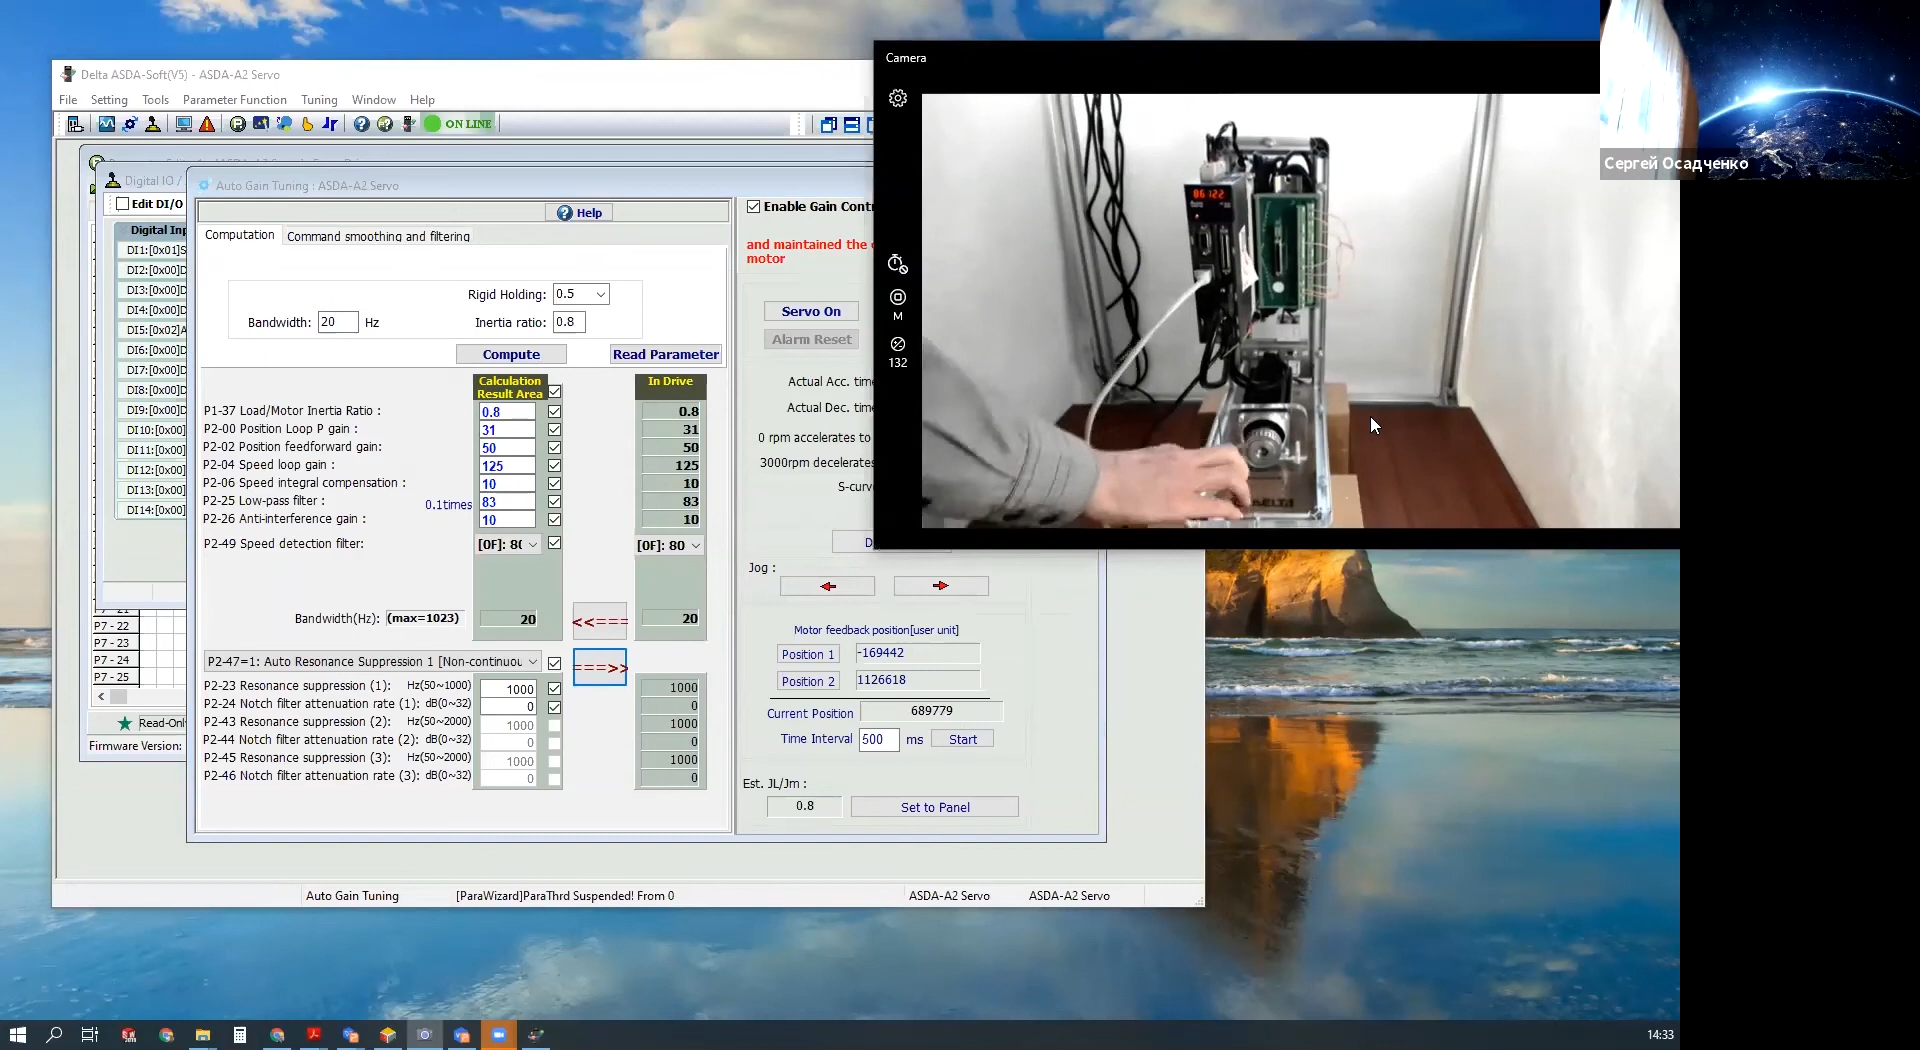 Delta ASDA-Soft(V5) - ASDA-A2 Servo
File Setting Tools Parameter Function Tuning Window Help
ON LINE
Digital IO /
Edit DI/O
Digital Inp
DI1:[0x01]S
DI2:[0x00]D
DI3:[0x00]D
DI4:[0x00]D
DI5:[0x02]A
DI6:[0x00]D
DI7:[0x00]D
DI8:[0x00]D
DI9:[0x00]D
DI10:[0x00]
DI11:[0x00]
DI12:[0x00]
DI13:[0x00]
DI14:[0x00]
P7 - 22
P7 - 23
P7 - 24
P7 - 25
Read-Onl
Firmware Version:
Auto Gain Tuning : ASDA-A2 Servo
Help
Computation Command smoothing and filtering
Rigid Holding: 0.5
Bandwidth: 20 Hz Inertia ratio: 0.8
Compute Read Parameter
Calculation Result Area In Drive
P1-37 Load/Motor Inertia Ratio : 0.8 0.8
P2-00 Position Loop P gain : 31 31
P2-02 Position feedforward gain: 50 50
P2-04 Speed loop gain : 125 125
P2-06 Speed integral compensation : 10 10
P2-25 Low-pass filter : 0.1times 83 83
P2-26 Anti-interference gain : 10 10
P2-49 Speed detection filter: [0F]: 80 [0F]: 80
Bandwidth(Hz): (max=1023) 20 <<=== 20
P2-47=1: Auto Resonance Suppression 1 [Non-continuou ===>>
P2-23 Resonance suppression (1): Hz(50~1000) 1000 1000
P2-24 Notch filter attenuation rate (1): dB(0~32) 0 0
P2-43 Resonance suppression (2): Hz(50~2000) 1000 1000
P2-44 Notch filter attenuation rate (2): dB(0~32) 0 0
P2-45 Resonance suppression (3): Hz(50~2000) 1000 1000
P2-46 Notch filter attenuation rate (3): dB(0~32) 0 0
Enable Gain Cont
and maintained the
motor
Servo On
Alarm Reset
Actual Acc. time
Actual Dec. time
0 rpm accelerates to
3000rpm decelerates
S-curve
D
Jog :
Motor feedback position[user unit]
Position 1 -169442
Position 2 1126618
Current Position 689779
Time Interval 500 ms Start
Est. JL/Jm :
0.8 Set to Panel
Auto Gain Tuning [ParaWizard]ParaThrd Suspended! From 0 ASDA-A2 Servo ASDA-A2 Servo
Camera
M
132
06122
Сергей Осадченко
14:33